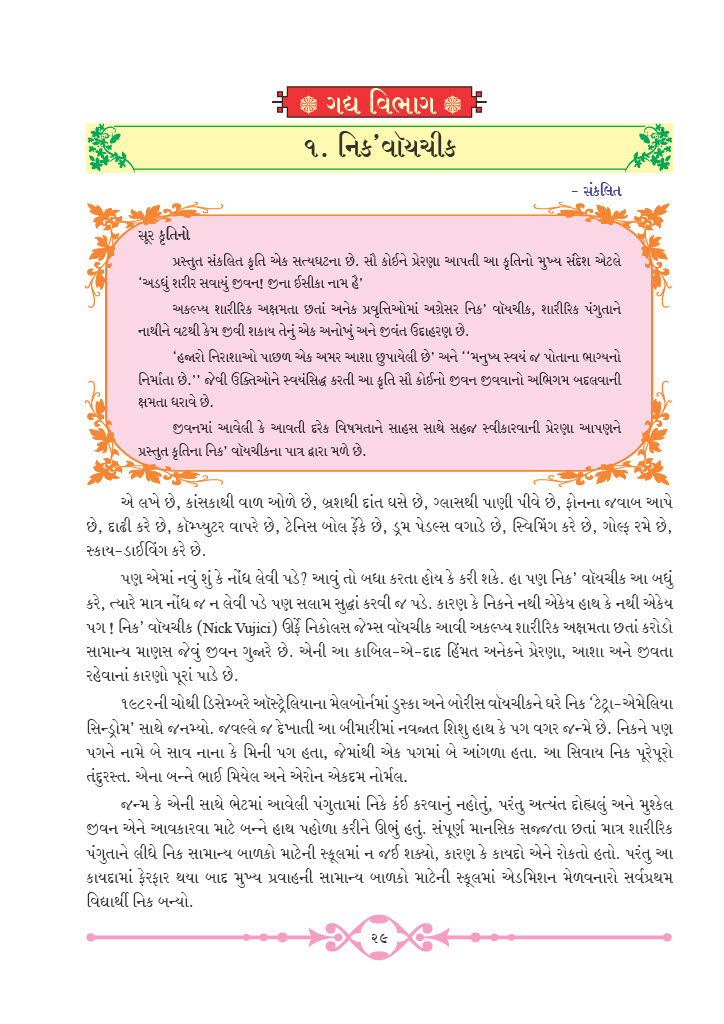 ગદ્ય વિભાગ
૧. નિક’વૉયચીક
- સંકલિત
સૂર કૃતિનો
પ્રસ્તુત સંકલિત કૃતિ એક સત્યઘટના છે. સૌ કોઈને પ્રેરણા આપતી આ કૃતિનો મુખ્ય સંદેશ એટલે
‘અડધું શરીર સવાયું જીવન! જીના ઈસીકા નામ હૈ’
અકલ્પ્ય શારીરિક અક્ષમતા છતાં અનેક પ્રવૃત્તિઓમાં અગ્રેસર નિક’ વૉયચીક, શારીરિક પંગુતાને
નાથીને વટથી કેમ જીવી શકાય તેનું એક અનોખું અને જીવંત ઉદાહરણ છે.
‘હજારો નિરાશાઓ પાછળ એક અમર આશા છુપાયેલી છે’ અને ‘‘મનુષ્ય સ્વયં જ પોતાના ભાગ્યનો
નિર્માતા છે.’’ જેવી ઉક્તિઓને સ્વયંસિદ્ધ કરતી આ કૃતિ સૌ કોઈનો જીવન જીવવાનો અભિગમ બદલવાની
ક્ષમતા ધરાવે છે.
જીવનમાં આવેલી કે આવતી દરેક વિષમતાને સાહસ સાથે સહજ સ્વીકારવાની પ્રેરણા આપણને
પ્રસ્તુત કૃતિના નિક’ વૉયચીકના પાત્ર દ્વારા મળે છે.
એ લખે છે, કાંસકાથી વાળ ઓળે છે, બ્રશથી દાંત ઘસે છે, ગ્લાસથી પાણી પીવે છે, ફોનના જવાબ આપે
છે, દાઢી કરે છે, કૉમ્પ્યુટર વાપરે છે, ટેનિસ બોલ ફેંકે છે, ડ્રમ પેડલ્સ વગાડે છે, સ્વિમિંગ કરે છે, ગોલ્ફ રમે છે,
સ્કાય-ડાઈવિંગ કરે છે.
પણ એમાં નવું શું કે નોંધ લેવી પડે? આવું તો બધા કરતા હોય કે કરી શકે. હા પણ નિક’ વૉયચીક આ બધું
કરે, ત્યારે માત્ર નોંધ જ ન લેવી પડે પણ સલામ સુદ્ધાં કરવી જ પડે. કારણ કે નિકને નથી એકેય હાથ કે નથી એકેય
પગ ! નિક’ વૉયચીક (Nick Vujici) ઊર્ફે નિકોલસ જેમ્સ વૉયચીક આવી અકલ્પ્ય શારીરિક અક્ષમતા છતાં કરોડો
સામાન્ય માણસ જેવું જીવન ગુજારે છે. એની આ કાબિલ-એ-દાદ હિંમત અનેકને પ્રેરણા, આશા અને જીવતા
રહેવાનાં કારણો પૂરાં પાડે છે.
૧૯૮૨ની ચોથી ડિસેમ્બરે ઑસ્ટ્રેલિયાના મેલબોર્નમાં ડુસ્કા અને બોરીસ વૉયચીકને ઘરે નિક ‘ટેટ્રા-એમેલિયા
સિન્ડ્રોમ’ સાથે જનમ્યો. જવલ્લે જ દેખાતી આ બીમારીમાં નવજાત શિશુ હાથ કે પગ વગર જન્મે છે. નિકને પણ
પગને નામે બે સાવ નાના કે મિની પગ હતા, જેમાંથી એક પગમાં બે આંગળા હતા. આ સિવાય નિક પૂરેપૂરો
તંદુરસ્ત. એના બન્ને ભાઈ મિયેલ અને એરોન એકદમ નોર્મલ.
જન્મ કે એની સાથે ભેટમાં આવેલી પંગુતામાં નિકે કંઈ કરવાનું નહોતું, પરંતુ અત્યંત દોહ્યલું અને મુશ્કેલ
જીવન એને આવકારવા માટે બન્ને હાથ પહોળા કરીને ઊભું હતું. સંપૂર્ણ માનસિક સજ્જતા છતાં માત્ર શારીરિક
પંગુતાને લીધે નિક સામાન્ય બાળકો માટેની સ્કૂલમાં ન જઈ શક્યો, કારણ કે કાયદો એને રોકતો હતો. પરંતુ આ
કાયદામાં ફેરફાર થયા બાદ મુખ્ય પ્રવાહની સામાન્ય બાળકો માટેની સ્કૂલમાં એડમિશન મેળવનારો સર્વપ્રથમ
વિદ્યાર્થી નિક બન્યો.
૨૯